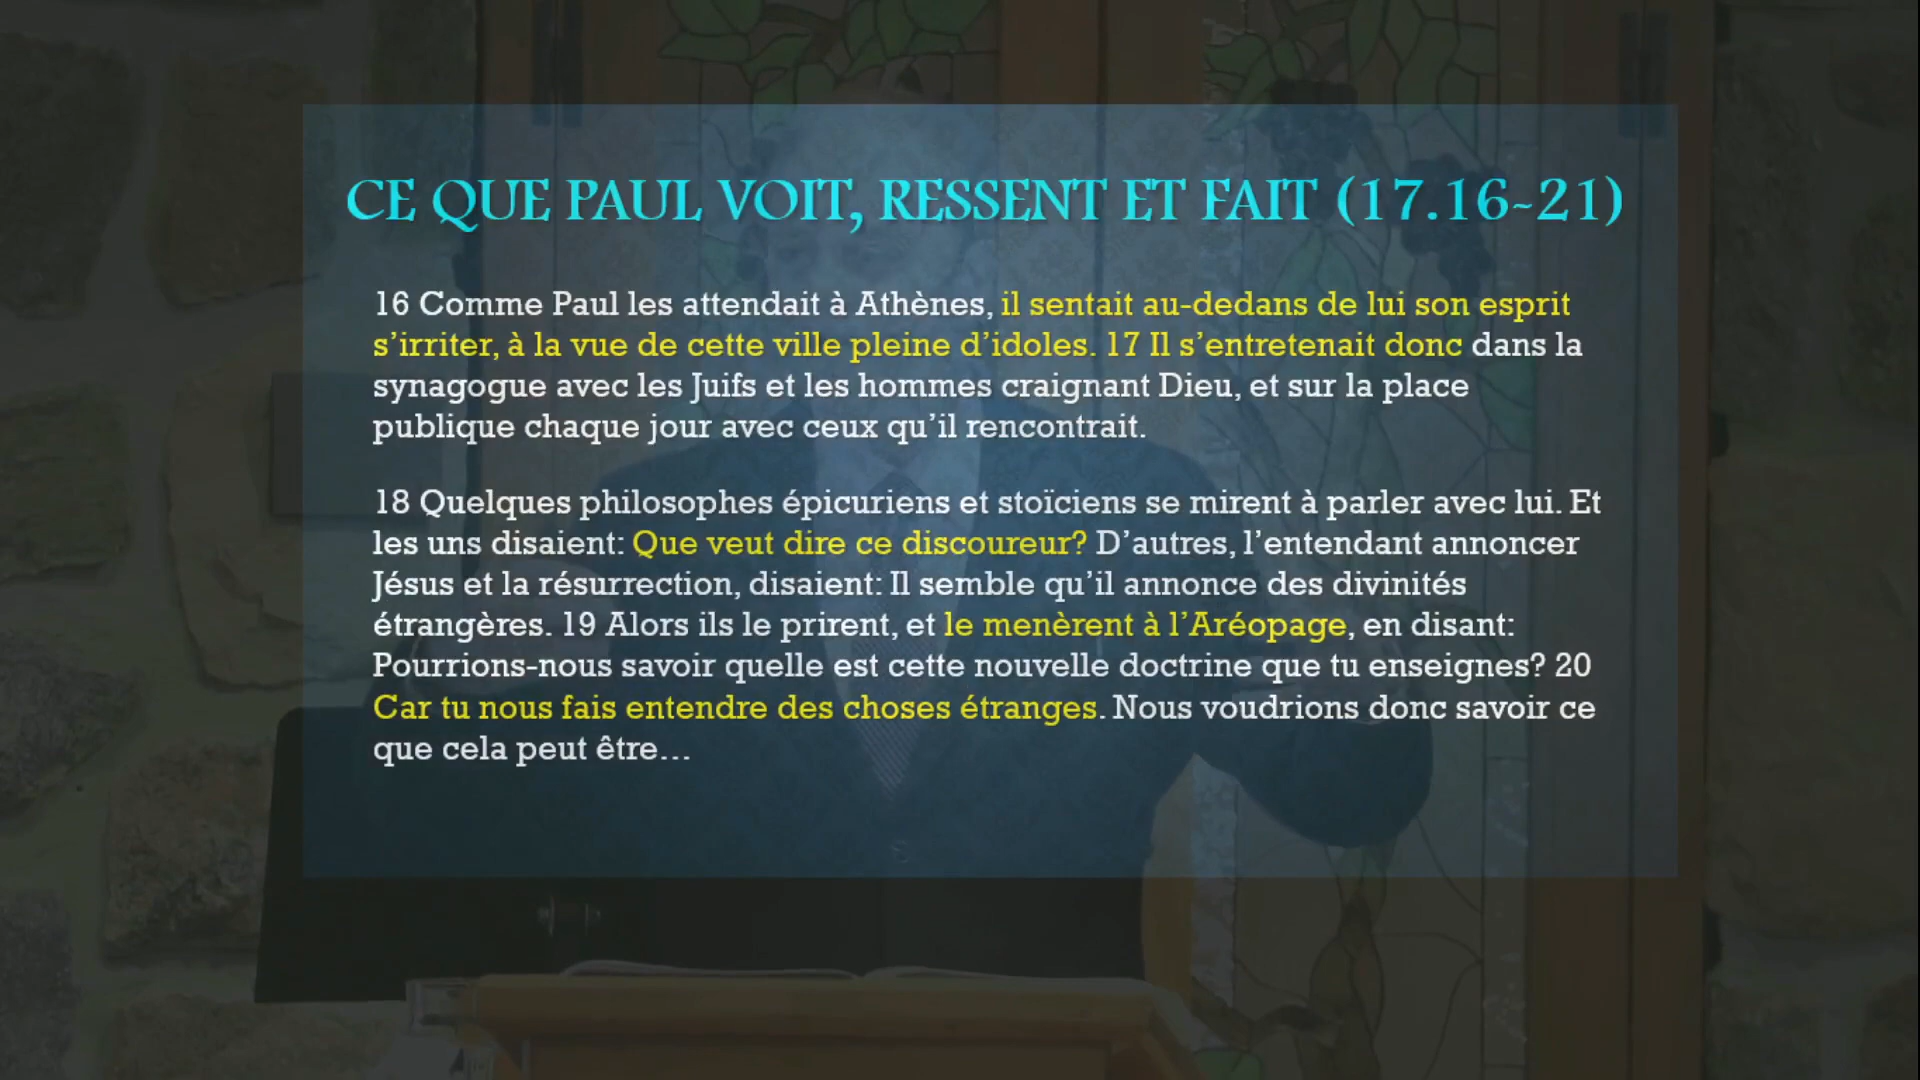 CE QUE PAUL VOIT, RESSENT ET FAIT (17.16-21)
16 Comme Paul les attendait à Athènes, il sentait au-dedans de lui son esprit
s’irriter, à la vue de cette ville pleine d’idoles. 17 Il s’entretenait donc dans la
synagogue avec les Juifs et les hommes craignant Dieu, et sur la place
publique chaque jour avec ceux qu’il rencontrait.
18 Quelques philosophes épicuriens et stoïciens se mirent à parler avec lui. Et
les uns disaient: Que veut dire ce discoureur? D’autres, l’entendant annoncer
Jésus et la résurrection, disaient: Il semble qu’il annonce des divinités
étrangères. 19 Alors ils le prirent, et le menèrent à l’Aréopage, en disant:
Pourrions-nous savoir quelle est cette nouvelle doctrine que tu enseignes? 20
Car tu nous fais entendre des choses étranges. Nous voudrions donc savoir ce
que cela peut être…